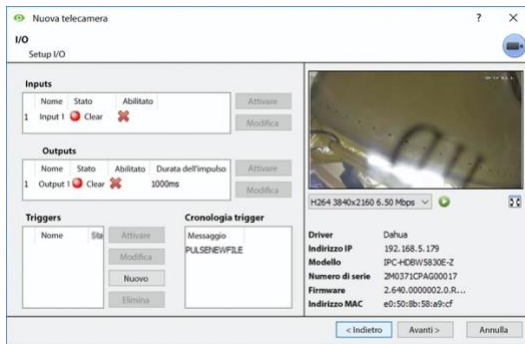 Nuova telecamera
?
I/O
Setup I/O
Inputs
Nome Stato Abilitato
1 Input 1 Clear
Attivare
Modifica
Outputs
Nome Stato Abilitato Durata dell'impulso
1 Output 1 Clear 1000ms
Attivare
Modifica
Triggers
Nome Sta
Attivare
Modifica
Nuovo
Elimina
Cronologia trigger
Messaggio
PULSENEWFILE
H264 3840x2160 6.50 Mbps
Driver Dahua
Indirizzo IP 192.168.5.179
Modello IPC-HDBW5830E-Z
Numero di serie 2M0371CPAG00017
Firmware 2.640.0000002.0.R...
Indirizzo MAC e0:50:8b:58:a9:cf
< Indietro
Avanti >
Annulla